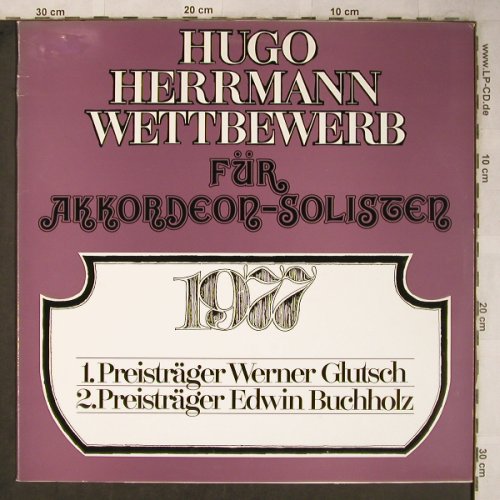 30 cm
20 cm
10 cm
www.LP-CD.de
HUGO
HERRMANN
WETTBEWERB
FÜR
AKKORDEON-SOLISTEN
10 cm
1977
20 cm
1. Preisträger Werner Glutsch
2. Preisträger Edwin Buchholz
30 cm